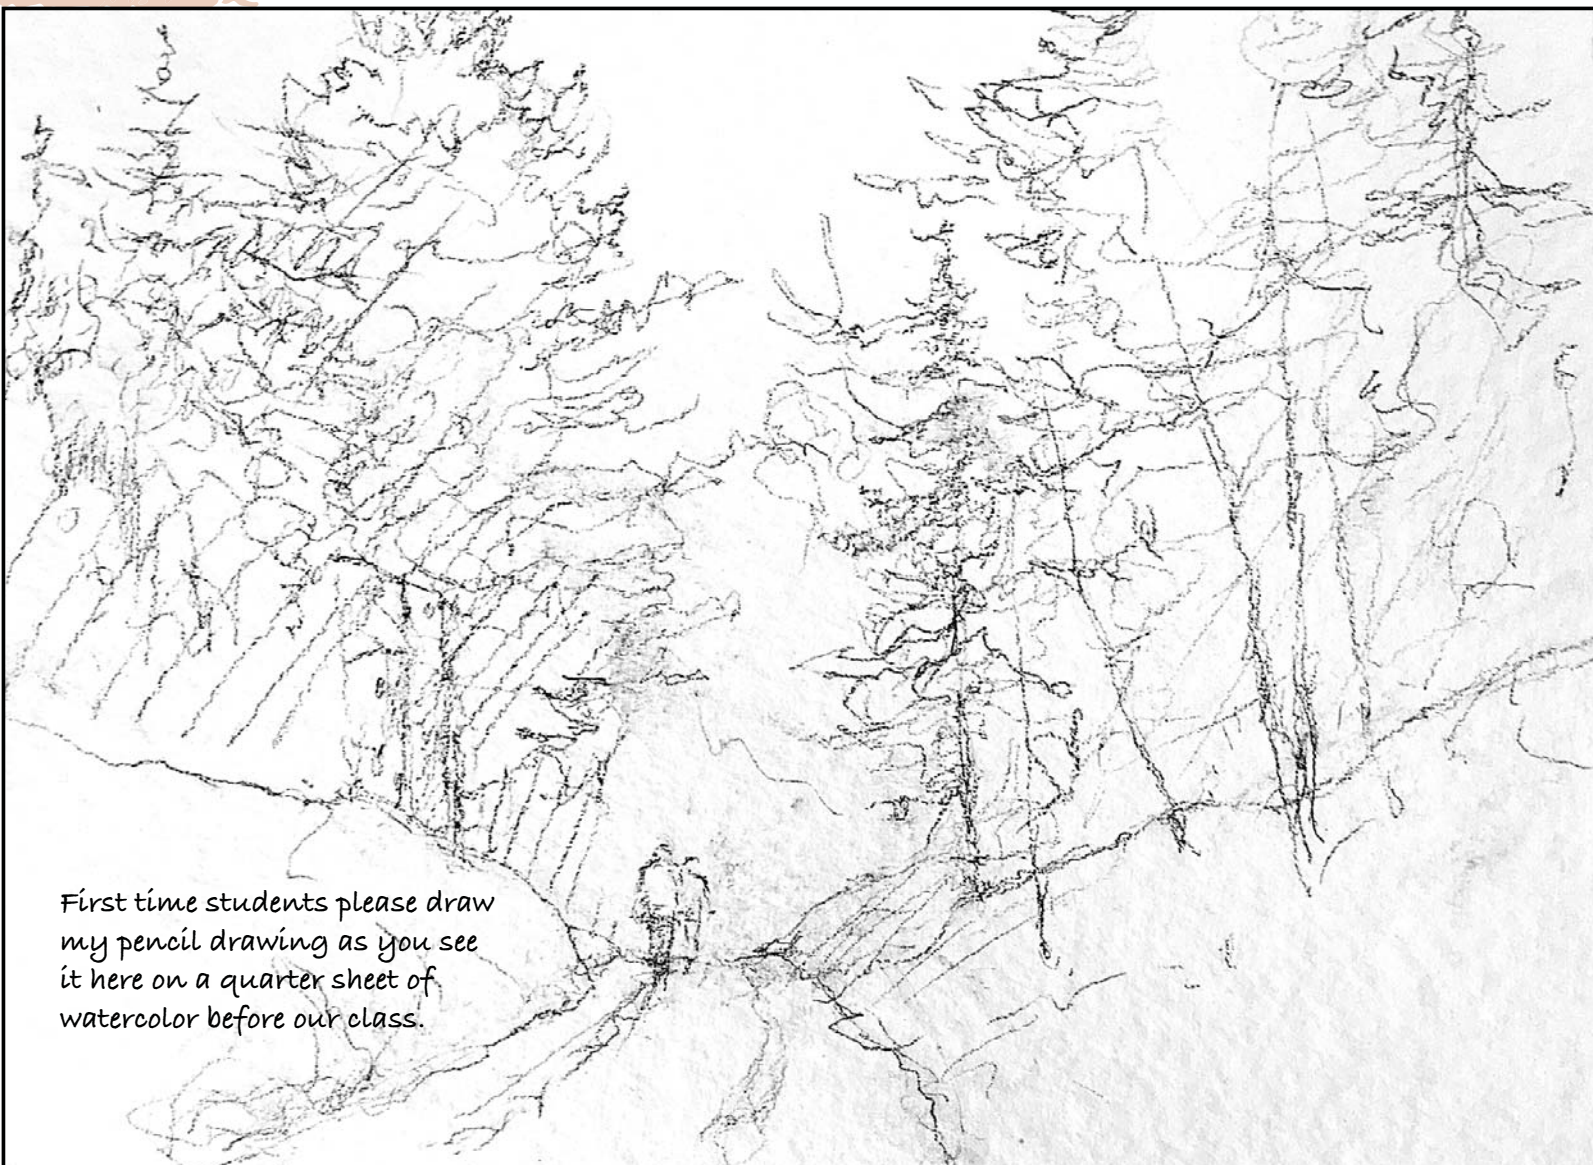 First time students please draw
my pencil drawing as you see
it here on a quarter sheet of
watercolor before our class.